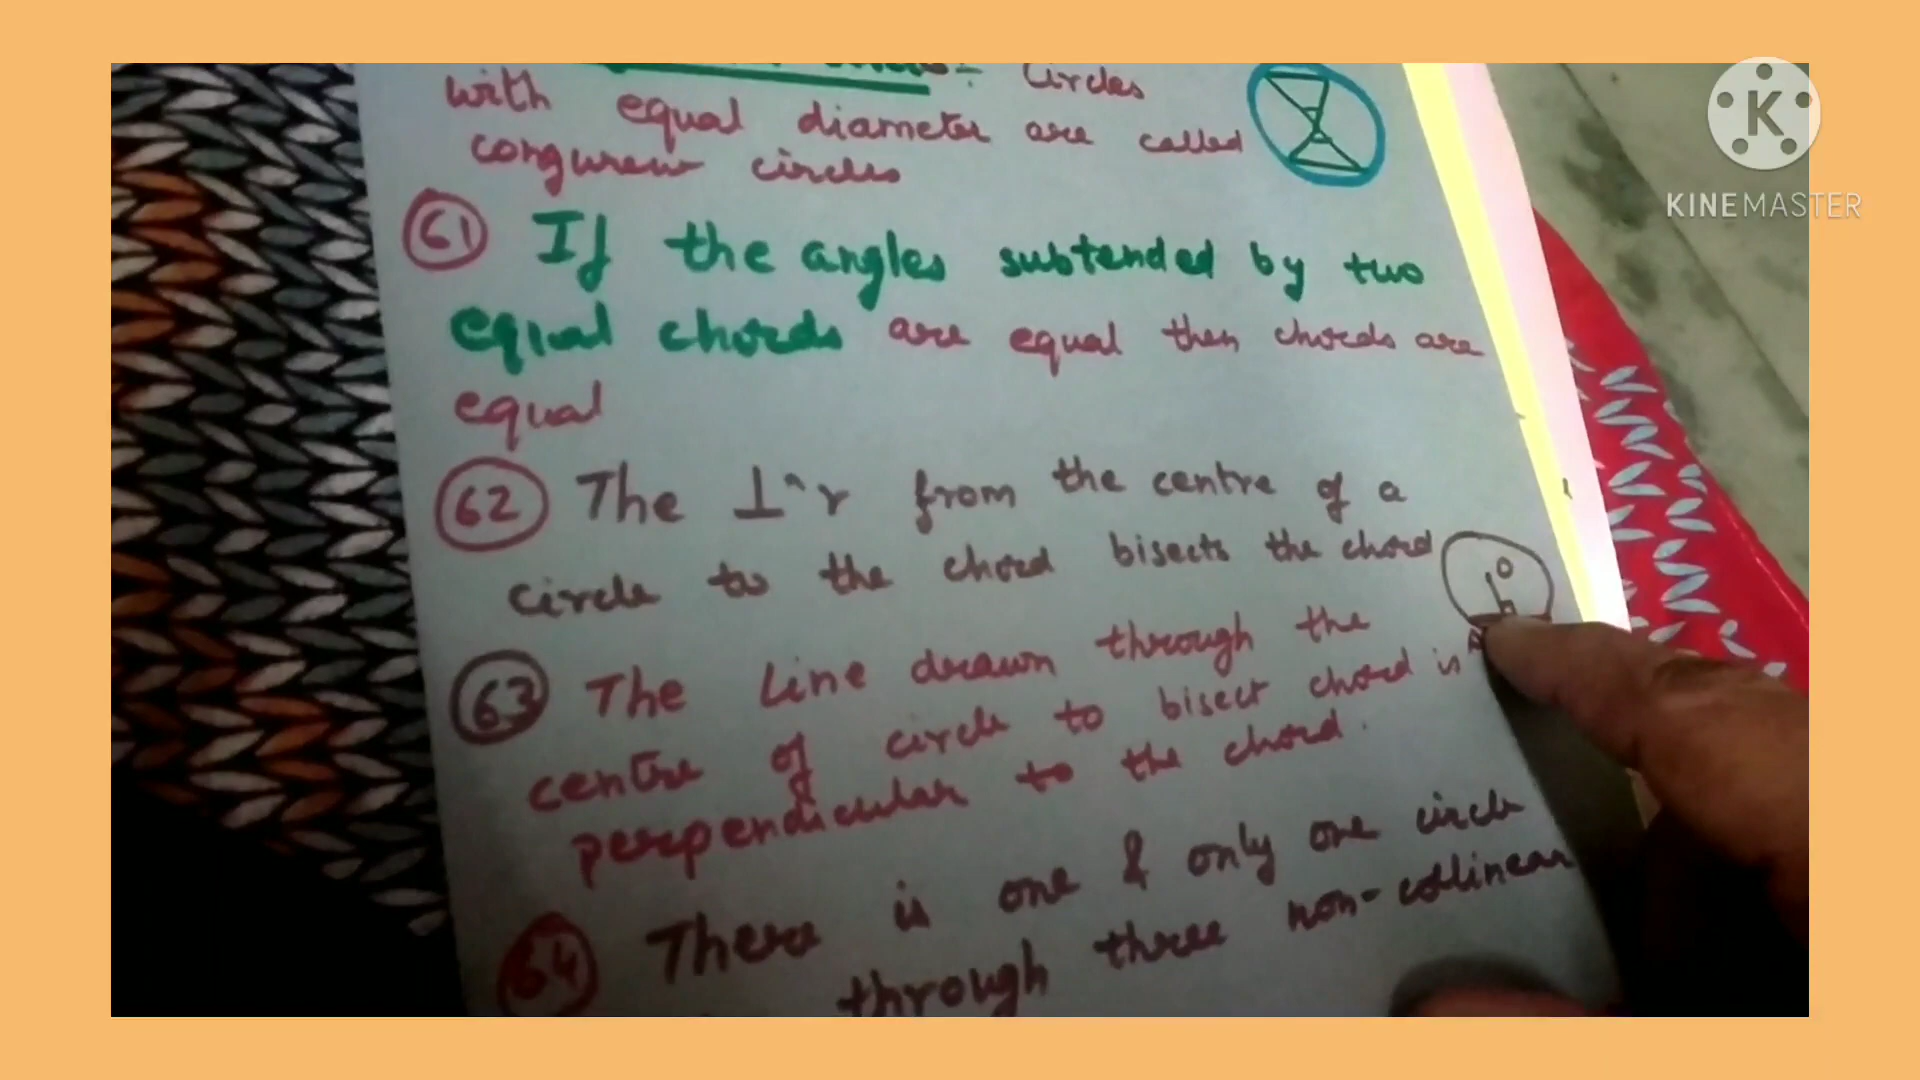 Circles
with equal diameter are called
congurew circles
61 If the angles subtended by two
equal chords are equal then chords are
equal
62 The ⊥^r from the centre of a
circle to the chord bisects the chord
O
A
63 The Line drawn through the
centre of circle to bisect chord is
perpendicular to the chord.
64 There is one & only one circle
through three non-collinear
K
KINEMASTER